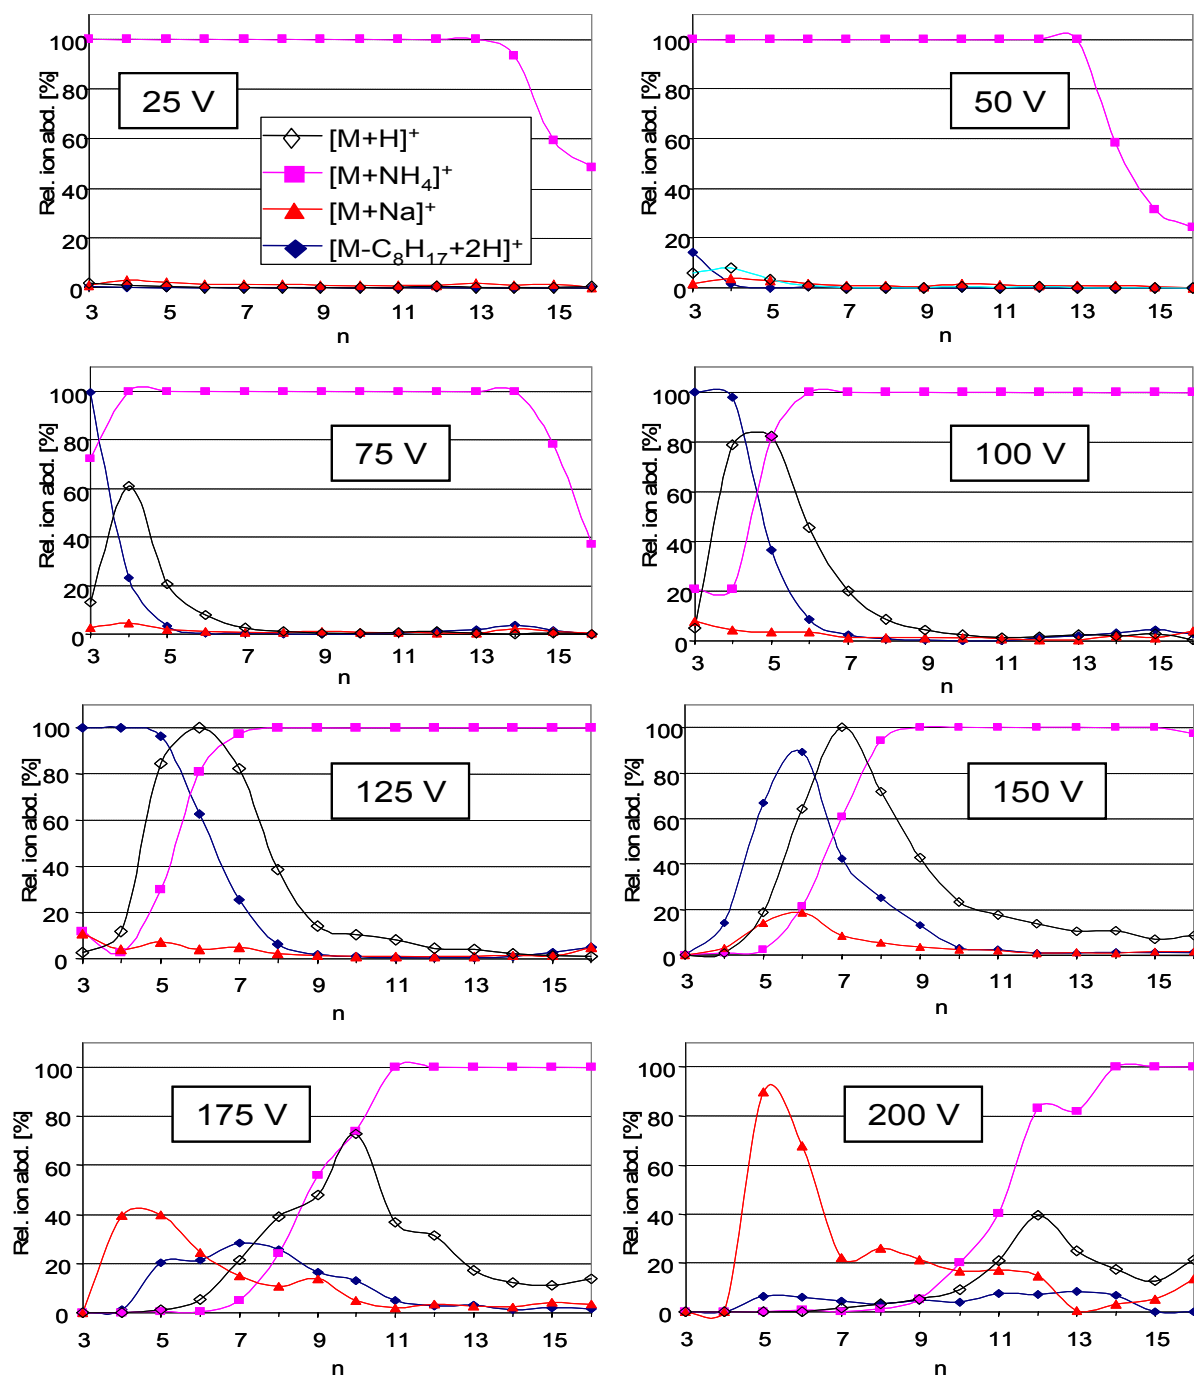 Rel. ion abd. [%]
100
80
60
40
20
0
25 V
[M+H]⁺
[M+NH₄]⁺
[M+Na]⁺
[M-C₈H₁₇+2H]⁺
3 5 7 9 11 13 15
n
Rel. ion abd. [%]
100
80
60
40
20
0
50 V
3 5 7 9 11 13 15
n
Rel. ion abd. [%]
100
80
60
40
20
0
75 V
3 5 7 9 11 13 15
n
Rel. ion abd. [%]
100
80
60
40
20
0
100 V
3 5 7 9 11 13 15
n
Rel. ion abd. [%]
100
80
60
40
20
0
125 V
3 5 7 9 11 13 15
n
Rel. ion abd. [%]
100
80
60
40
20
0
150 V
3 5 7 9 11 13 15
n
Rel. ion abd. [%]
100
80
60
40
20
0
175 V
3 5 7 9 11 13 15
n
Rel. ion abd. [%]
100
80
60
40
20
0
200 V
3 5 7 9 11 13 15
n